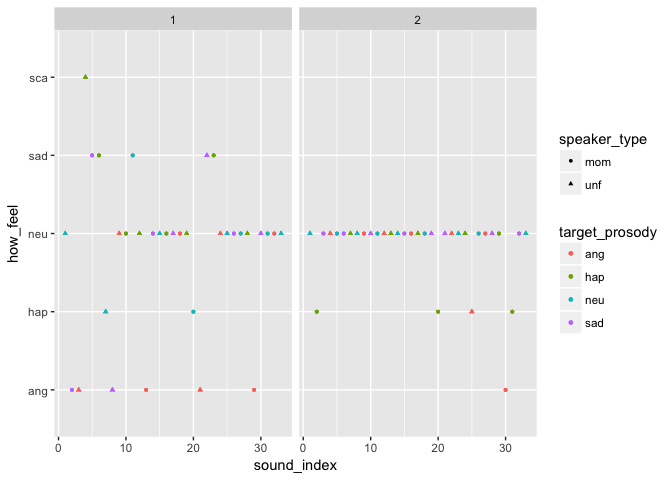 1 2
sca
sad
neu
hap
ang
how_feel
0 10 20 30 0 10 20 30
sound_index
speaker_type
mom
unf
target_prosody
ang
hap
neu
sad